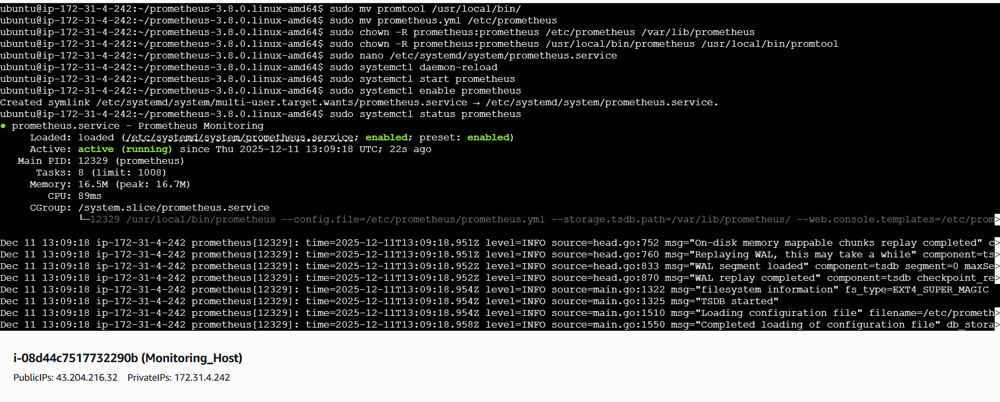 ubuntu@ip-172-31-4-242:~/prometheus-3.8.0.linux-amd64$ sudo mv promtool /usr/local/bin/
ubuntu@ip-172-31-4-242:~/prometheus-3.8.0.linux-amd64$ sudo mv prometheus.yml /etc/prometheus
ubuntu@ip-172-31-4-242:~/prometheus-3.8.0.linux-amd64$ sudo chown -R prometheus:prometheus /etc/prometheus /var/lib/prometheus
ubuntu@ip-172-31-4-242:~/prometheus-3.8.0.linux-amd64$ sudo chown -R prometheus:prometheus /usr/local/bin/prometheus /usr/local/bin/promtool
ubuntu@ip-172-31-4-242:~/prometheus-3.8.0.linux-amd64$ sudo nano /etc/systemd/system/prometheus.service
ubuntu@ip-172-31-4-242:~/prometheus-3.8.0.linux-amd64$ sudo systemctl daemon-reload
ubuntu@ip-172-31-4-242:~/prometheus-3.8.0.linux-amd64$ sudo systemctl start prometheus
ubuntu@ip-172-31-4-242:~/prometheus-3.8.0.linux-amd64$ sudo systemctl enable prometheus
Created symlink /etc/systemd/system/multi-user.target.wants/prometheus.service → /etc/systemd/system/prometheus.service.
ubuntu@ip-172-31-4-242:~/prometheus-3.8.0.linux-amd64$ sudo systemctl status prometheus
● prometheus.service - Prometheus Monitoring
     Loaded: loaded (/etc/systemd/system/prometheus.service; enabled; preset: enabled)
     Active: active (running) since Thu 2025-12-11 13:09:18 UTC; 22s ago
   Main PID: 12329 (prometheus)
      Tasks: 8 (limit: 1008)
     Memory: 16.5M (peak: 16.7M)
        CPU: 89ms
     CGroup: /system.slice/prometheus.service
             └─12329 /usr/local/bin/prometheus --config.file=/etc/prometheus/prometheus.yml --storage.tsdb.path=/var/lib/prometheus/ --web.console.templates=/etc/prom>
Dec 11 13:09:18 ip-172-31-4-242 prometheus[12329]: time=2025-12-11T13:09:18.951Z level=INFO source=head.go:752 msg="On-disk memory mappable chunks replay completed" c>
Dec 11 13:09:18 ip-172-31-4-242 prometheus[12329]: time=2025-12-11T13:09:18.951Z level=INFO source=head.go:760 msg="Replaying WAL, this may take a while" component=ts>
Dec 11 13:09:18 ip-172-31-4-242 prometheus[12329]: time=2025-12-11T13:09:18.952Z level=INFO source=head.go:833 msg="WAL segment loaded" component=tsdb segment=0 maxSe>
Dec 11 13:09:18 ip-172-31-4-242 prometheus[12329]: time=2025-12-11T13:09:18.952Z level=INFO source=head.go:870 msg="WAL replay completed" component=tsdb checkpoint_re>
Dec 11 13:09:18 ip-172-31-4-242 prometheus[12329]: time=2025-12-11T13:09:18.954Z level=INFO source=main.go:1322 msg="filesystem information" fs_type=EXT4_SUPER_MAGIC
Dec 11 13:09:18 ip-172-31-4-242 prometheus[12329]: time=2025-12-11T13:09:18.954Z level=INFO source=main.go:1325 msg="TSDB started"
Dec 11 13:09:18 ip-172-31-4-242 prometheus[12329]: time=2025-12-11T13:09:18.954Z level=INFO source=main.go:1510 msg="Loading configuration file" filename=/etc/prometh>
Dec 11 13:09:18 ip-172-31-4-242 prometheus[12329]: time=2025-12-11T13:09:18.958Z level=INFO source=main.go:1550 msg="Completed loading of configuration file" db_stora>
i-08d44c7517732290b (Monitoring_Host)
PublicIPs: 43.204.216.32 PrivateIPs: 172.31.4.242